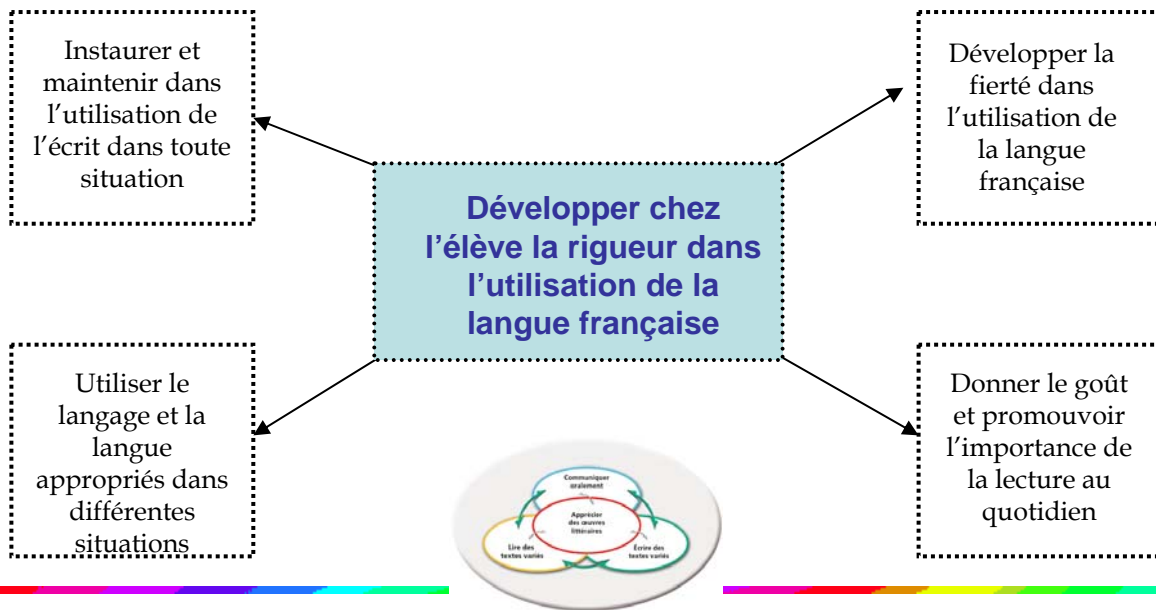 Instaurer et
maintenir dans
l'utilisation de
l'écrit dans toute
situation
Développer la
fierté dans
l'utilisation de
la langue
française
Développer chez
l'élève la rigueur dans
l'utilisation de la
langue française
Utiliser le
langage et la
langue
appropriés dans
différentes
situations
Donner le goût
et promouvoir
l'importance de
la lecture au
quotidien
Communiquer
oralement
Apprécier
des œuvres
littéraires
Lire des
textes variés
Écrire des
textes variés